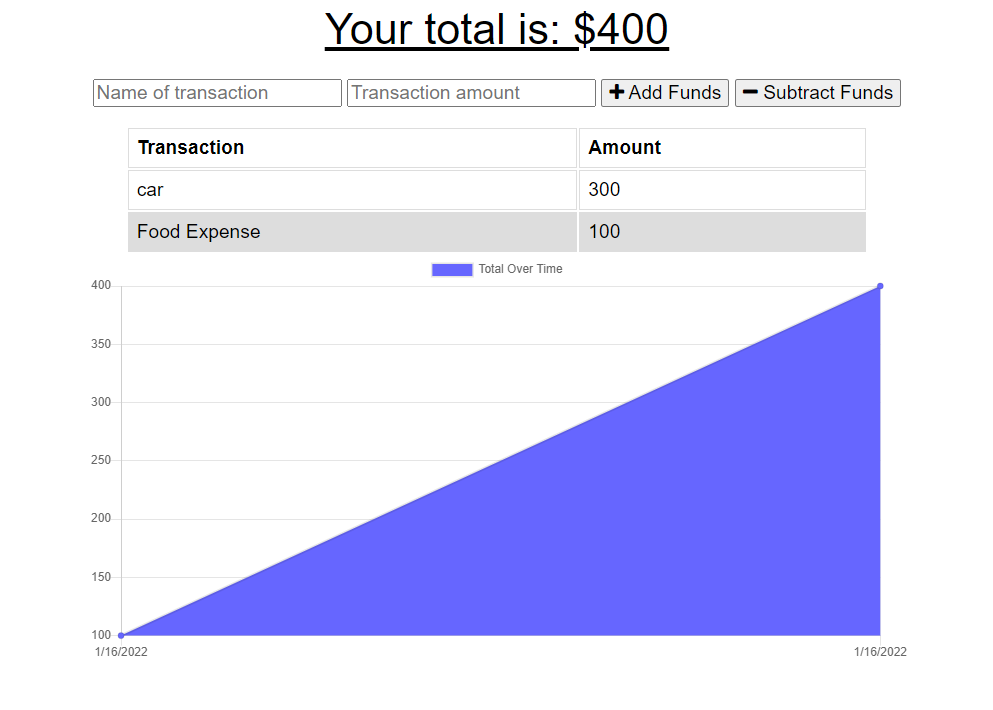 Your total is: $400
Name of transaction Transaction amount Add Funds Subtract Funds
Transaction Amount
car 300
Food Expense 100
Total Over Time
400
350
300
250
200
150
100
1/16/2022 1/16/2022